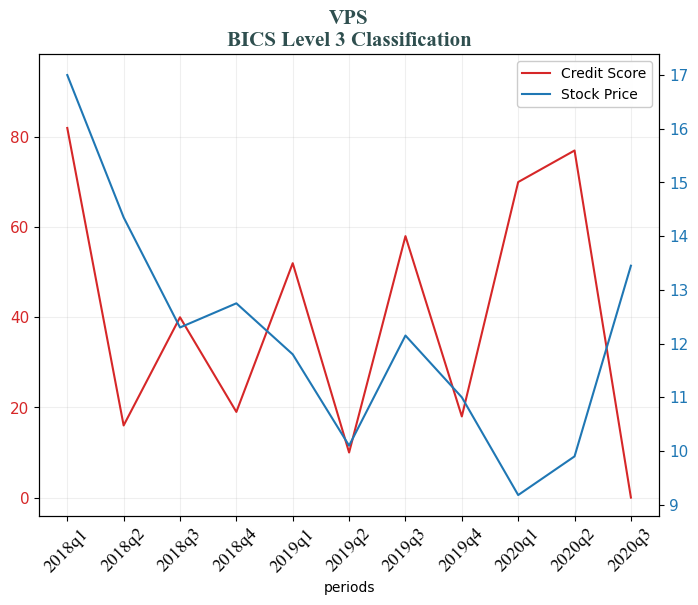 VPS
BICS Level 3 Classification
Credit Score
Stock Price
80
60
40
20
0
17
16
15
14
13
12
11
10
9
2018q1
2018q2
2018q3
2018q4
2019q1
2019q2
2019q3
2019q4
2020q1
2020q2
2020q3
periods